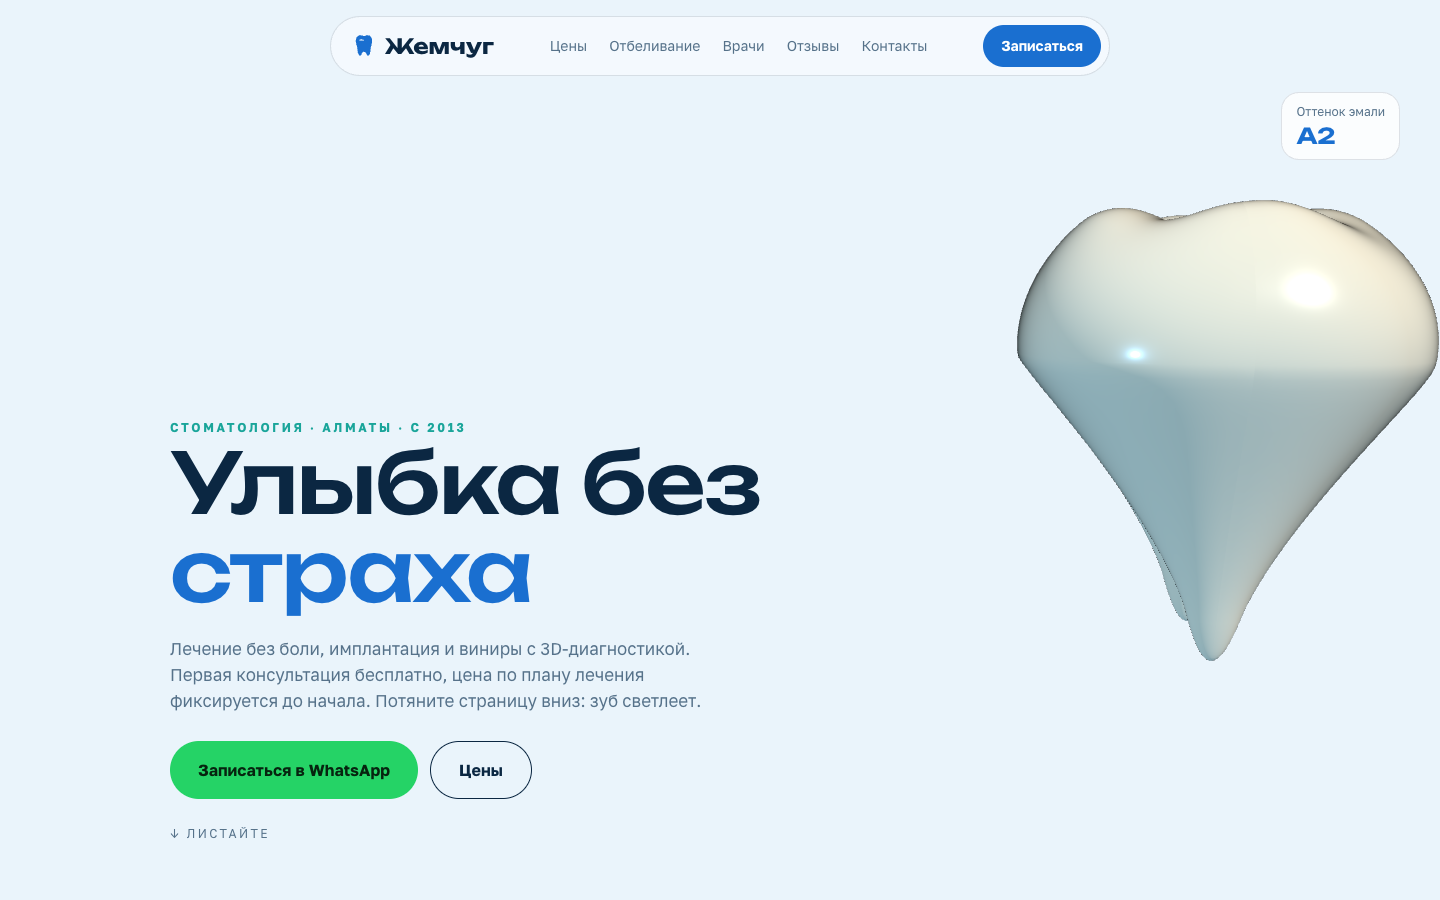 Жемчуг
Цены
Отбеливание
Врачи
Отзывы
Контакты
Записаться
Оттенок эмали
A2
СТОМАТОЛОГИЯ · АЛМАТЫ · С 2013
Улыбка без
страха
Лечение без боли, имплантация и виниры с 3D-диагностикой.
Первая консультация бесплатно, цена по плану лечения
фиксируется до начала. Потяните страницу вниз: зуб светлеет.
Записаться в WhatsApp
Цены
↓ ЛИСТАЙТЕ